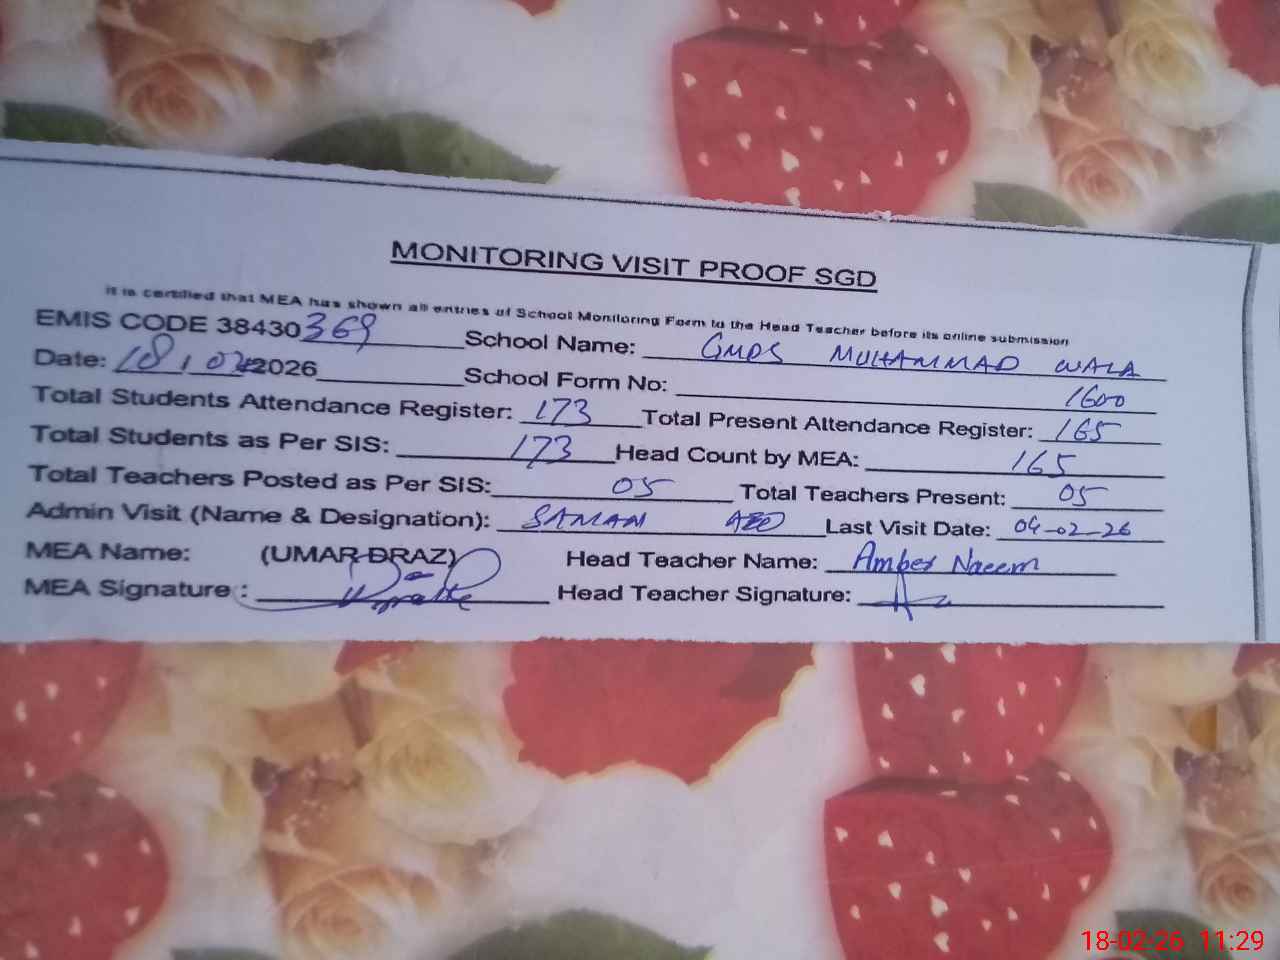 MONITORING VISIT PROOF SGD
It is certified that MEA has shown all entries of School Monitoring Form to the Head Teacher before its online submission
EMIS CODE 38430369 School Name: GMPS MUHAMMAD WALA
Date: 18/02/2026 School Form No: 1600
Total Students Attendance Register: 173 Total Present Attendance Register: 165
Total Students as Per SIS: 173 Head Count by MEA: 165
Total Teachers Posted as Per SIS: 05 Total Teachers Present: 05
Admin Visit (Name & Designation): SAMAN AEO Last Visit Date: 04-02-26
MEA Name: (UMAR DRAZ) Head Teacher Name: Amber Naeem
MEA Signature : Head Teacher Signature:
18-02-26 11:29